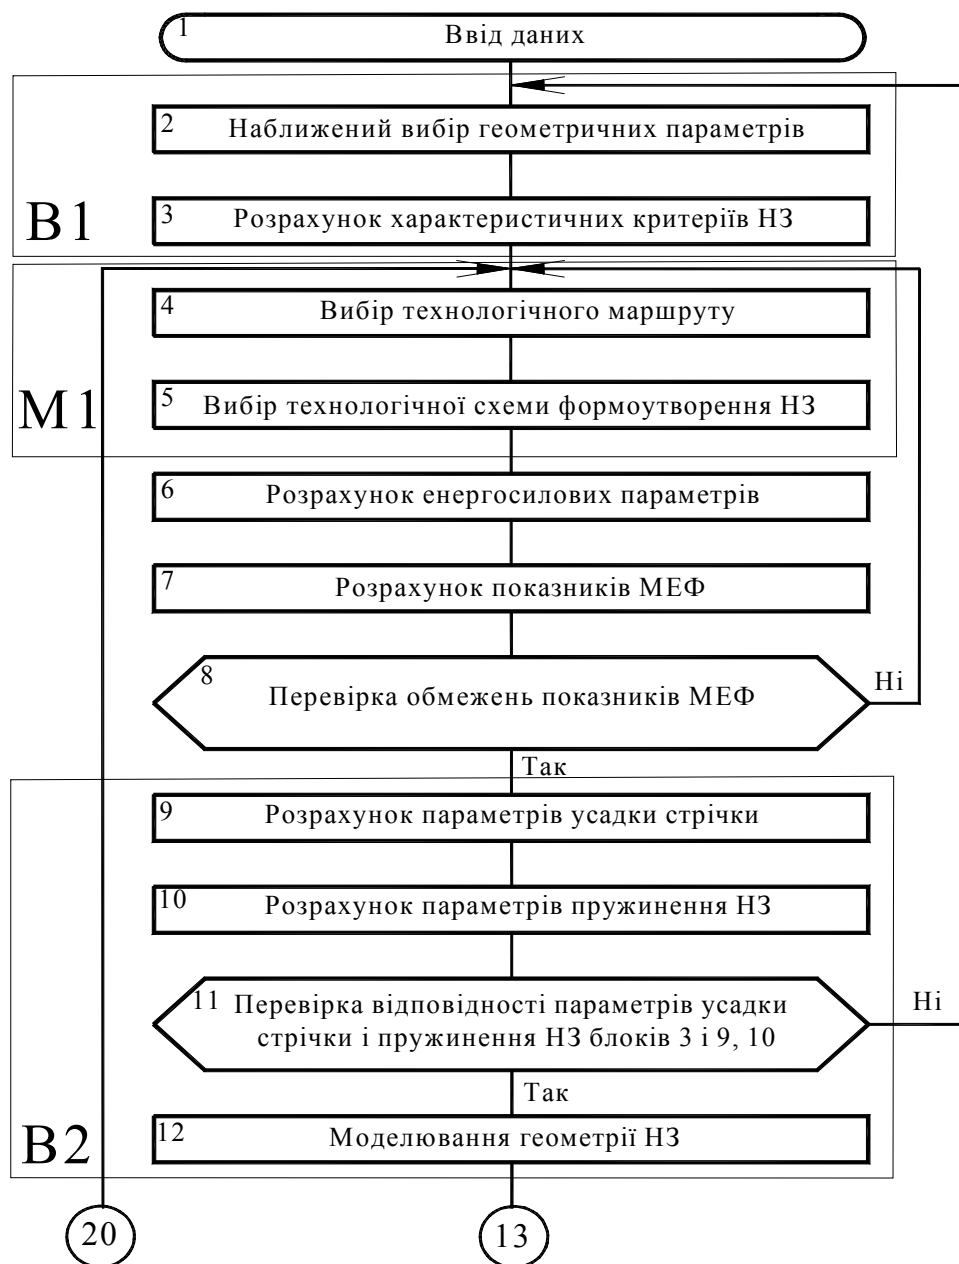 1 Ввід даних
2 Наближений вибір геометричних параметрів
В1
3 Розрахунок характеристичних критеріїв НЗ
4 Вибір технологічного маршруту
М1
5 Вибір технологічної схеми формоутворення НЗ
6 Розрахунок енергосилових параметрів
7 Розрахунок показників МЕФ
8 Перевірка обмежень показників МЕФ
Ні
Так
9 Розрахунок параметрів усадки стрічки
10 Розрахунок параметрів пружинення НЗ
11 Перевірка відповідності параметрів усадки
стрічки і пружинення НЗ блоків 3 і 9, 10
Ні
Так
В2
12 Моделювання геометрії НЗ
20
13